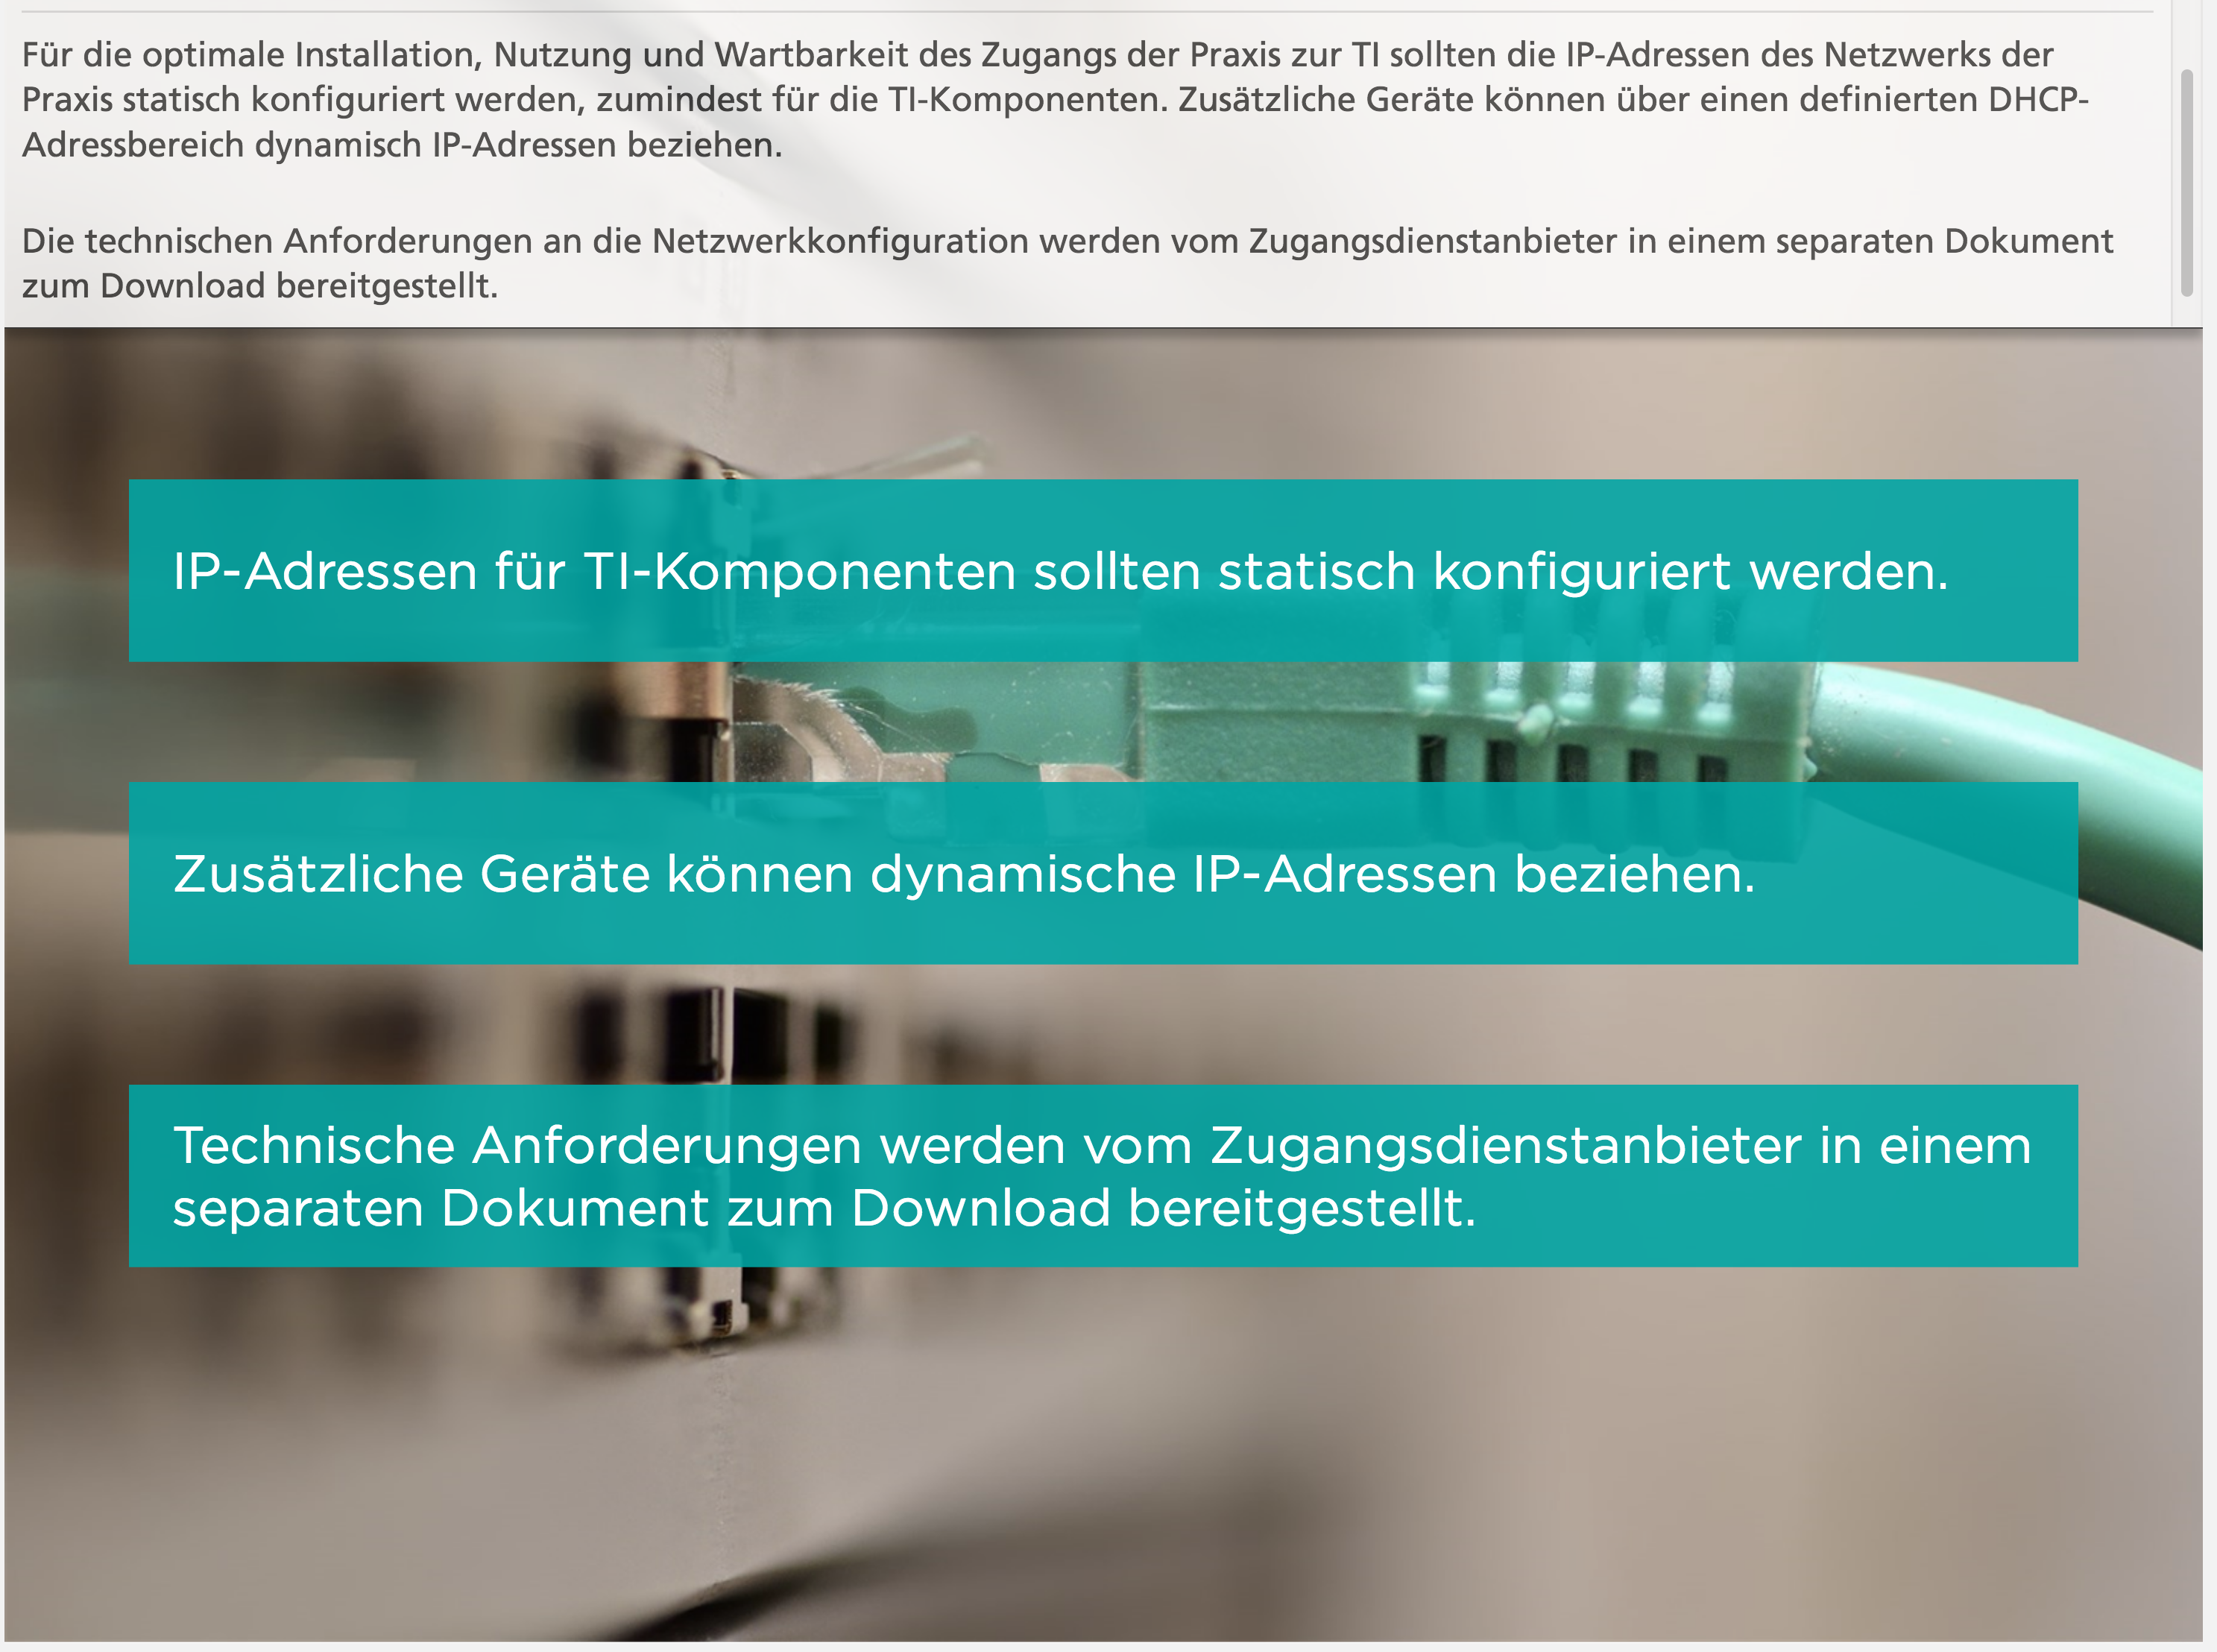 Für die optimale Installation, Nutzung und Wartbarkeit des Zugangs der Praxis zur TI sollten die IP-Adressen des Netzwerks der
Praxis statisch konfiguriert werden, zumindest für die TI-Komponenten. Zusätzliche Geräte können über einen definierten DHCP-
Adressbereich dynamisch IP-Adressen beziehen.
Die technischen Anforderungen an die Netzwerkkonfiguration werden vom Zugangsdienstanbieter in einem separaten Dokument
zum Download bereitgestellt.
IP-Adressen für TI-Komponenten sollten statisch konfiguriert werden.
Zusätzliche Geräte können dynamische IP-Adressen beziehen.
Technische Anforderungen werden vom Zugangsdienstanbieter in einem
separaten Dokument zum Download bereitgestellt.